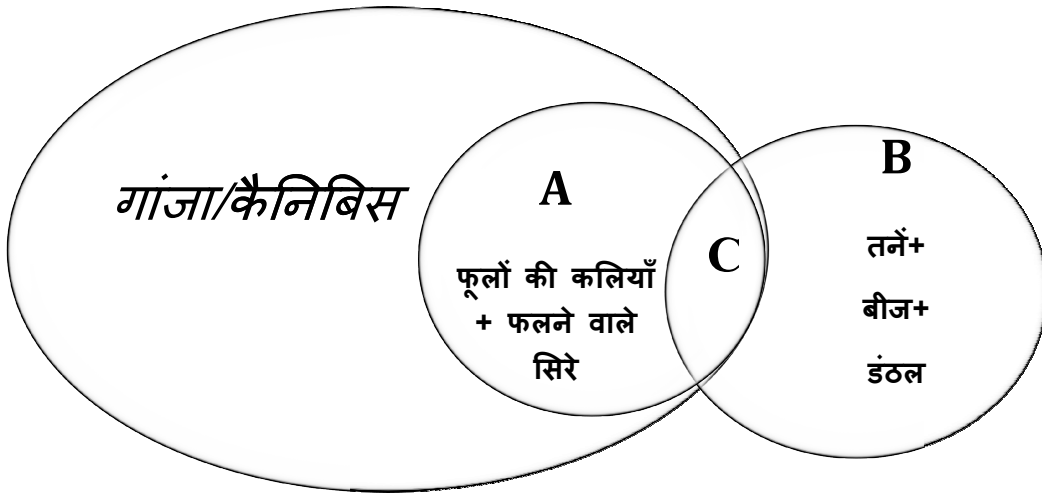 गांजा/कैनिबिस
A
फूलों की कलियाँ
+ फलने वाले
सिरे
C
B
तनें+
बीज+
डंठल